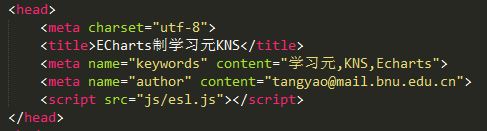 <head>
    <meta charset="utf-8">
    <title>ECharts制学习元KNS</title>
    <meta name="keywords" content="学习元,KNS,Echarts">
    <meta name="author" content="tangyao@mail.bnu.edu.cn">
    <script src="js/esl.js"></script>
</head>